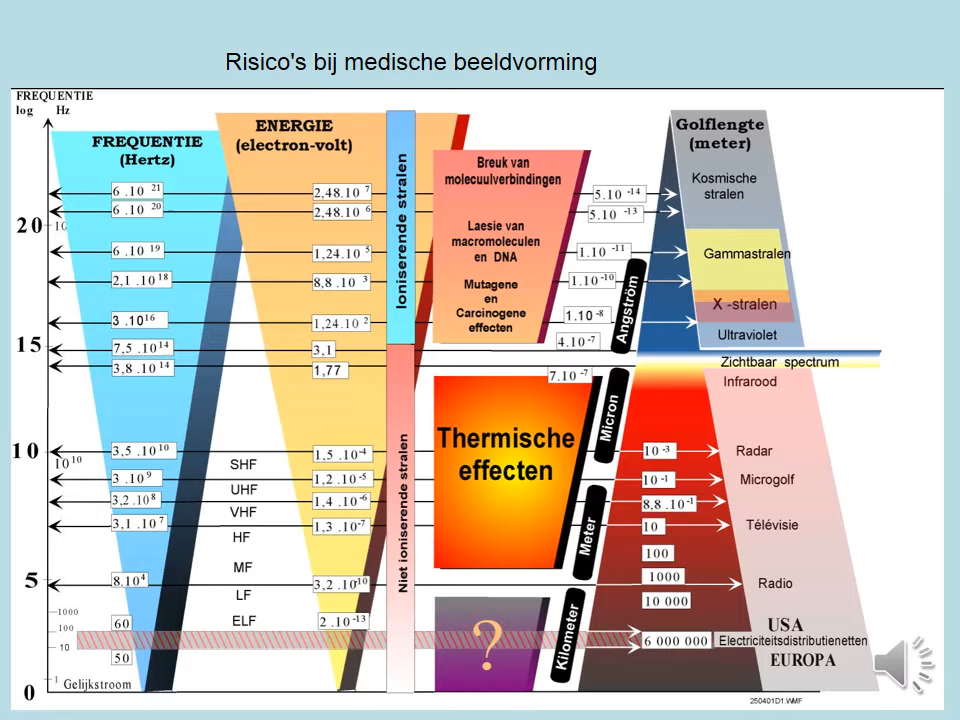 Risico's bij medische beeldvorming
FREQUENTIE
log Hz
FREQUENTIE
(Hertz)
ENERGIE
(electron-volt)
Golflengte
(meter)
20
10
15
10
10¹⁰
5
1000
100
10
1
0
Gelijkstroom
6 .10 ²¹
6 .10 ²⁰
6 .10 ¹⁹
2,1 .10 ¹⁸
3 .10¹⁶
7,5 .10 ¹⁴
3,8 .10 ¹⁴
3,5 .10 ¹⁰
3 .10 ⁹
3,2 .10 ⁸
3,1 .10 ⁷
8.10⁴
60
50
SHF
UHF
VHF
HF
MF
LF
ELF
2,48.10 ⁷
2,48.10 ⁶
1,24.10 ⁵
8,8 .10 ³
1,24.10 ²
3,1
1,77
1,5 .10⁻⁴
1,2 .10⁻⁵
1,4 .10⁻⁶
1,3 .10⁻⁷
3,2 .10⁻¹⁰
2 .10⁻¹³
Ioniserende stralen
Niet ioniserende stralen
Breuk van
molecuulverbindingen
Laesie van
macromoleculen
en DNA
Mutagene
en
Carcinogene
effecten
Thermische
effecten
?
5.10 ⁻¹⁴
5.10 ⁻¹³
1.10 ⁻¹¹
1.10 ⁻¹⁰
1.10 ⁻⁸
4.10 ⁻⁷
7.10 ⁻⁷
Angström
Micron
Meter
Kilometer
10 ⁻³
10 ⁻¹
8,8 .10⁻¹
10
100
1000
10 000
6 000 000
Kosmische
stralen
Gammastralen
X -stralen
Ultraviolet
Zichtbaar spectrum
Infrarood
Radar
Microgolf
Télévisie
Radio
USA
Electriciteitsdistributienetten
EUROPA
250401D1.WMF